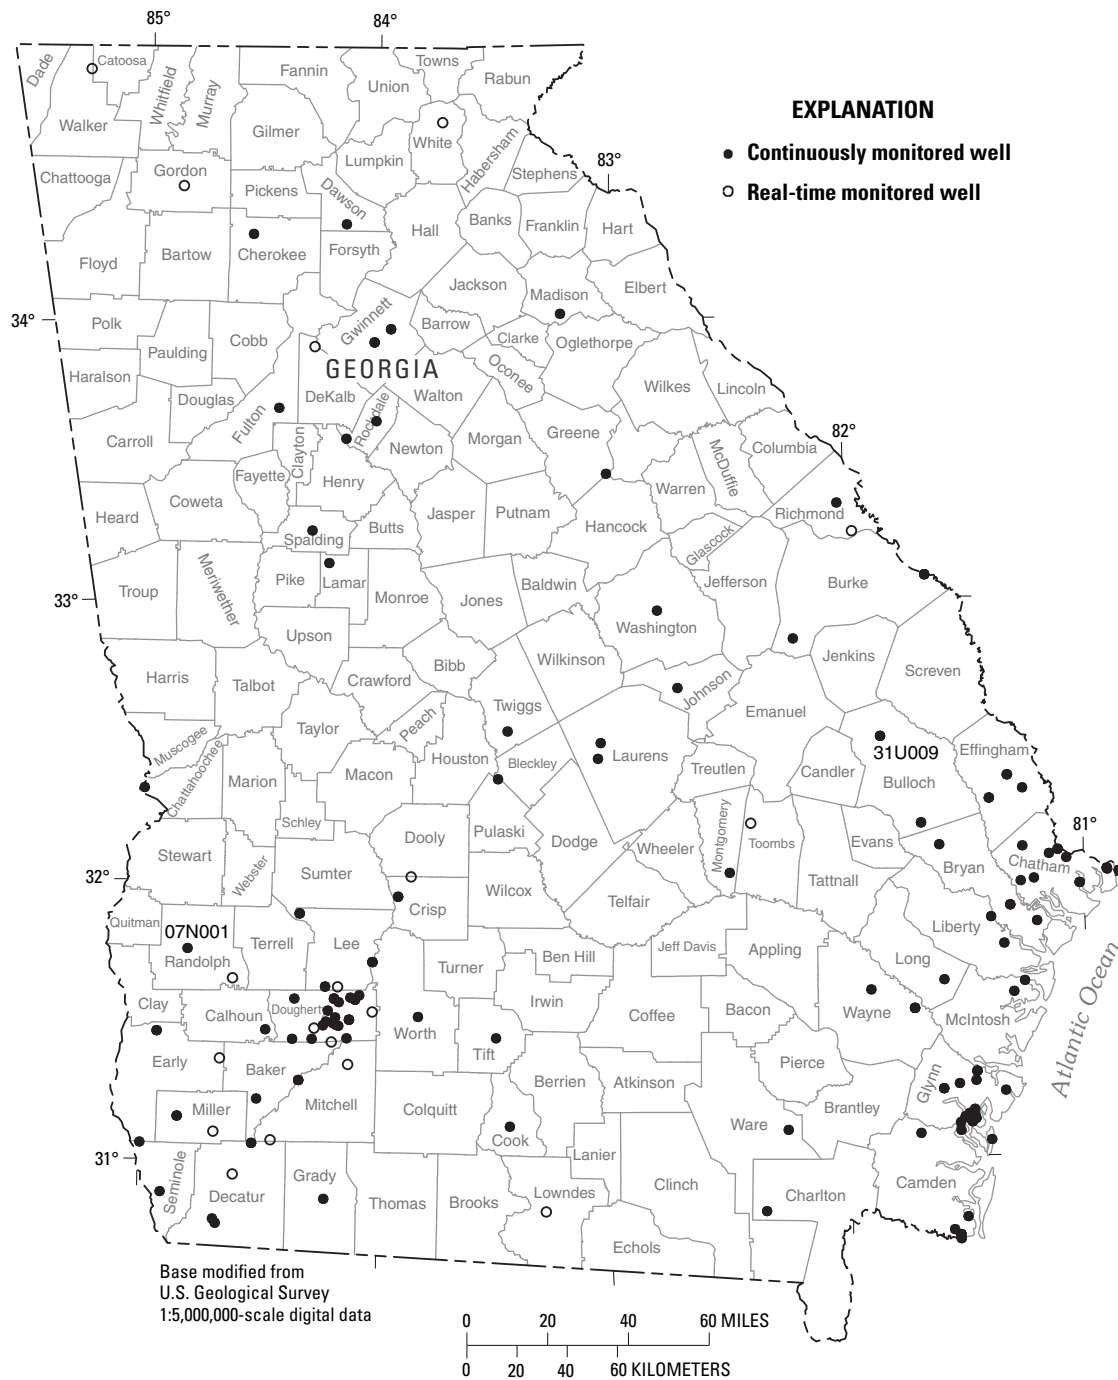 85°
84°
Dade
Catoosa
Whitfield
Murray
Fannin
Towns
Union
Rabun
Walker
Gilmer
White
Habersham
Lumpkin
Stephens
83°
Chattooga
Gordon
Pickens
Dawson
Hall
Banks
Franklin
Hart
Floyd
Bartow
Cherokee
Forsyth
Jackson
Madison
Elbert
EXPLANATION
Continuously monitored well
Real-time monitored well
34°
Polk
Paulding
Cobb
Gwinnett
Barrow
Clarke
Oglethorpe
Oconee
Haralson
Douglas
GEORGIA
DeKalb
Rockdale
Walton
Wilkes
Lincoln
Carroll
Fulton
Clayton
Newton
Morgan
Greene
McDuffie
Columbia
82°
Fayette
Henry
Warren
Heard
Coweta
Spalding
Butts
Jasper
Putnam
Hancock
Glascock
Richmond
33°
Troup
Meriwether
Pike
Lamar
Monroe
Jones
Baldwin
Washington
Jefferson
Burke
Upson
Wilkinson
Jenkins
Screven
Harris
Talbot
Crawford
Bibb
Twiggs
Johnson
Emanuel
Muscogee
Chattahoochee
Taylor
Peach
Houston
Bleckley
Laurens
Treutlen
Candler
31U009
Bulloch
Effingham
Marion
Macon
Schley
Dooly
Pulaski
Dodge
Wheeler
Montgomery
Toombs
Evans
Bryan
81°
Chatham
Stewart
Webster
Sumter
32°
Crisp
Wilcox
Telfair
Tattnall
Liberty
Quitman
07N001
Randolph
Terrell
Lee
Turner
Ben Hill
Jeff Davis
Appling
Long
Clay
Calhoun
Dougherty
Worth
Irwin
Coffee
Bacon
Wayne
McIntosh
Atlantic Ocean
Early
Baker
Tift
Berrien
Atkinson
Pierce
Glynn
Miller
Mitchell
Colquitt
Cook
Lanier
Ware
Brantley
31°
Seminole
Decatur
Grady
Thomas
Brooks
Lowndes
Clinch
Charlton
Camden
Echols
Base modified from
U.S. Geological Survey
1:5,000,000-scale digital data
0 20 40 60 MILES
0 20 40 60 KILOMETERS